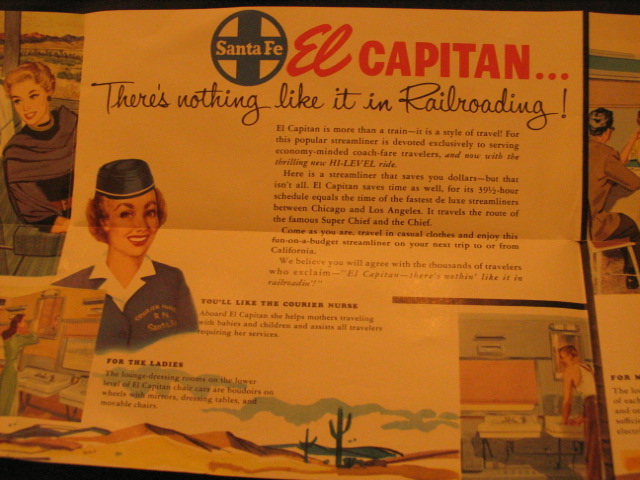 Santa Fe
El CAPITAN...
There's nothing like it in Railroading!
El Capitan is more than a train—it is a style of travel! For
this popular streamliner is devoted exclusively to serving
economy-minded coach-fare travelers, and now with the
thrilling new HI-LEVEL ride.
Here is a streamliner that saves you dollars—but that
isn't all. El Capitan saves time as well, for its 39½-hour
schedule equals the time of the fastest de luxe streamliners
between Chicago and Los Angeles. It travels the route of
the famous Super Chief and the Chief.
Come as you are, travel in casual clothes and enjoy this
fun-on-a-budget streamliner on your next trip to or from
California.
We believe you will agree with the thousands of travelers
who exclaim—"El Capitan—there's nothin' like it in
railroadin'!"
COURIER
R.N.
Santa Fe
YOU'LL LIKE THE COURIER NURSE
Aboard El Capitan she helps mothers traveling
with babies and children and assists all travelers
requiring her services.
FOR THE LADIES
The lounge-dressing rooms on the lower
level of El Capitan chair cars are boudoirs on
wheels with mirrors, dressing tables, and
movable chairs.
FOR
The
of each
and